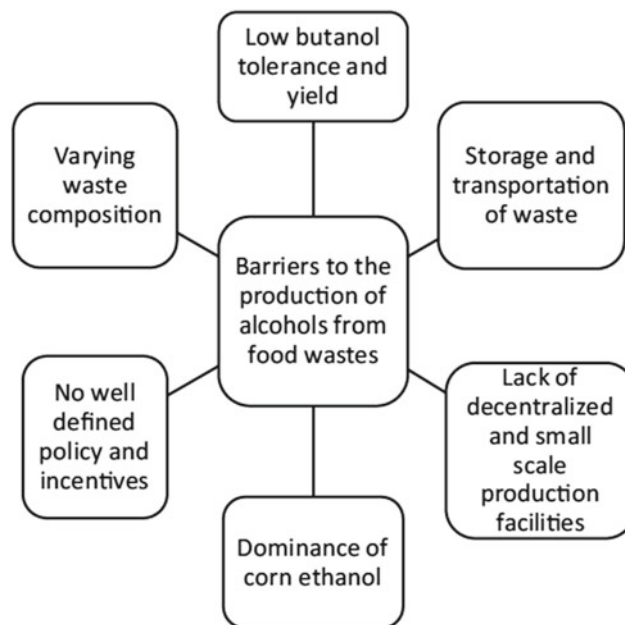 Low butanol
tolerance and
yield
Varying
waste
composition
Storage and
transportation
of waste
Barriers to the
production of
alcohols from
food wastes
No well
defined
policy and
incentives
Lack of
decentralized
and small
scale
production
facilities
Dominance of
corn ethanol